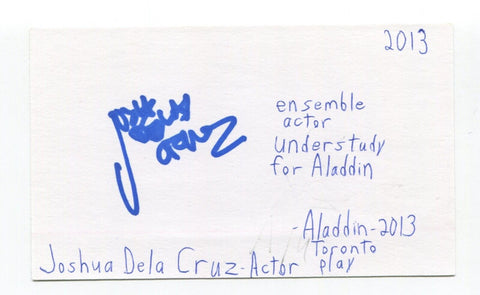 2013
ensemble
actor
understudy
for Aladdin
-Aladdin-2013
Toronto
play
Joshua Dela Cruz-Actor